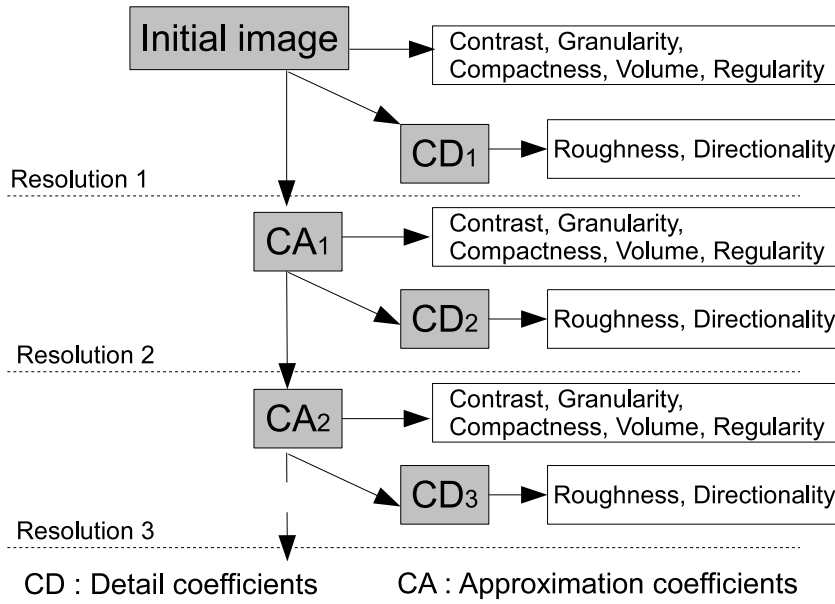 Initial image
Contrast, Granularity,
Compactness, Volume, Regularity
CD1
Roughness, Directionality
Resolution 1
CA1
Contrast, Granularity,
Compactness, Volume, Regularity
CD2
Roughness, Directionality
Resolution 2
CA2
Contrast, Granularity,
Compactness, Volume, Regularity
CD3
Roughness, Directionality
Resolution 3
CD : Detail coefficients
CA : Approximation coefficients